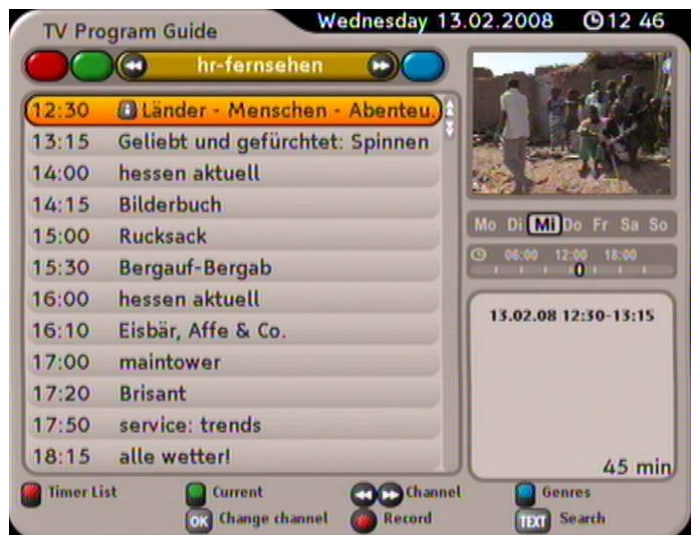 TV Program Guide
Wednesday 13.02.2008 12 46
hr-fernsehen
12:30 Länder - Menschen - Abenteu.
13:15 Geliebt und gefürchtet: Spinnen
14:00 hessen aktuell
14:15 Bilderbuch
15:00 Rucksack
15:30 Bergauf-Bergab
16:00 hessen aktuell
16:10 Eisbär, Affe & Co.
17:00 maintower
17:20 Brisant
17:50 service: trends
18:15 alle wetter!
Mo Di Mi Do Fr Sa So
06:00 12:00 18:00
0
13.02.08 12:30-13:15
45 min
Timer List Current Channel Genres
OK Change channel Record TEXT Search